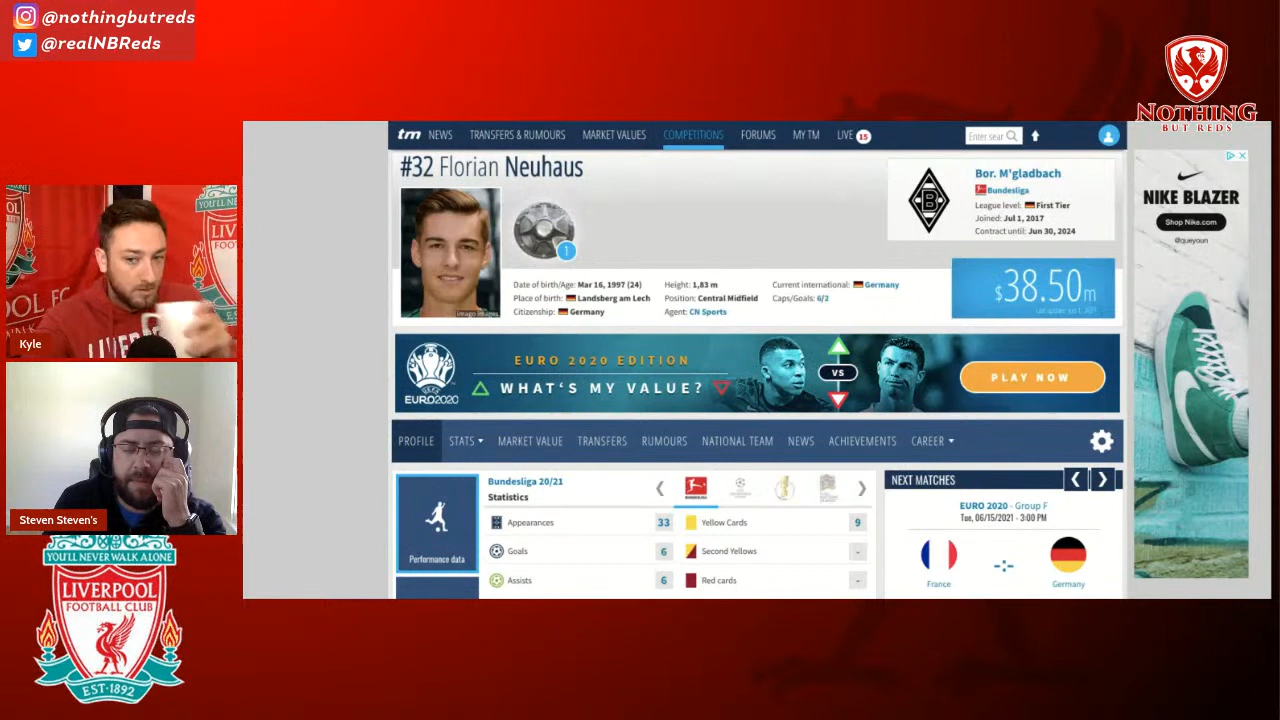 @nothingbutreds
@realNBReds
NOTHING
BUT REDS
tm NEWS TRANSFERS & RUMOURS MARKET VALUES COMPETITIONS FORUMS MY TM LIVE 15 Enter sear
#32 Florian Neuhaus
1
imago images
Date of birth/Age: Mar 16, 1997 (24)
Place of birth: Landsberg am Lech
Citizenship: Germany
Height: 1,83 m
Position: Central Midfield
Agent: CN Sports
Current international: Germany
Caps/Goals: 6/2
B
Bor. M'gladbach
Bundesliga
League level: First Tier
Joined: Jul 1, 2017
Contract until: Jun 30, 2024
$38.50m
NIKE BLAZER
Shop Nike.com
@queyoun
UEFA
EURO2020
EURO 2020 EDITION
WHAT'S MY VALUE?
VS
PLAY NOW
PROFILE STATS MARKET VALUE TRANSFERS RUMOURS NATIONAL TEAM NEWS ACHIEVEMENTS CAREER
Performance data
Bundesliga 20/21
Statistics
Appearances 33 Yellow Cards 9
Goals 6 Second Yellows -
Assists 6 Red cards -
NEXT MATCHES
EURO 2020 - Group F
Tue, 06/15/2021 - 3:00 PM
-:-
France Germany
Kyle
Steven Steven's
YOU'LL NEVER WALK ALONE
LIVERPOOL
FOOTBALL CLUB
EST·1892